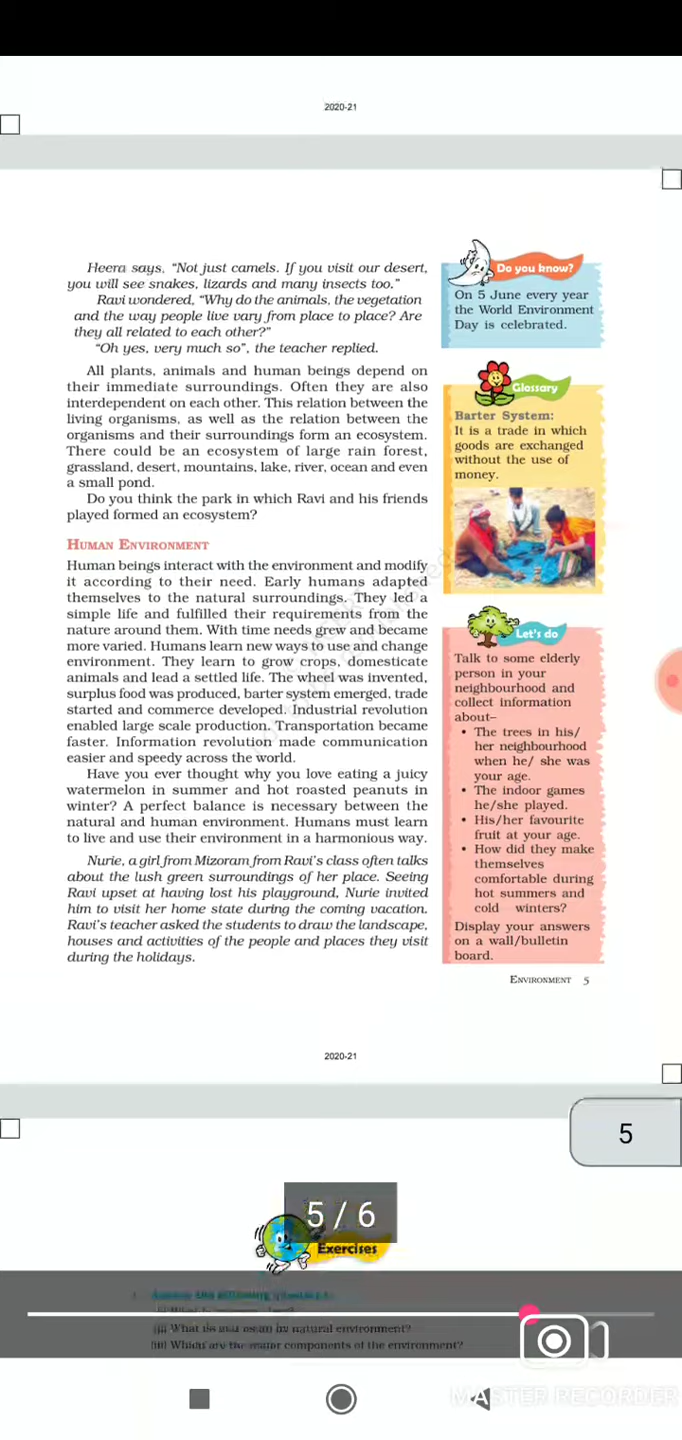 2020-21
Heera says, “Not just camels. If you visit our desert,
you will see snakes, lizards and many insects too.”
Ravi wondered, “Why do the animals, the vegetation
and the way people live vary from place to place? Are
they all related to each other?”
“Oh yes, very much so”, the teacher replied.
All plants, animals and human beings depend on
their immediate surroundings. Often they are also
interdependent on each other. This relation between the
living organisms, as well as the relation between the
organisms and their surroundings form an ecosystem.
There could be an ecosystem of large rain forest,
grassland, desert, mountains, lake, river, ocean and even
a small pond.
Do you think the park in which Ravi and his friends
played formed an ecosystem?
HUMAN ENVIRONMENT
Human beings interact with the environment and modify
it according to their need. Early humans adapted
themselves to the natural surroundings. They led a
simple life and fulfilled their requirements from the
nature around them. With time needs grew and became
more varied. Humans learn new ways to use and change
environment. They learn to grow crops, domesticate
animals and lead a settled life. The wheel was invented,
surplus food was produced, barter system emerged, trade
started and commerce developed. Industrial revolution
enabled large scale production. Transportation became
faster. Information revolution made communication
easier and speedy across the world.
Have you ever thought why you love eating a juicy
watermelon in summer and hot roasted peanuts in
winter? A perfect balance is necessary between the
natural and human environment. Humans must learn
to live and use their environment in a harmonious way.
Nurie, a girl from Mizoram from Ravi's class often talks
about the lush green surroundings of her place. Seeing
Ravi upset at having lost his playground, Nurie invited
him to visit her home state during the coming vacation.
Ravi's teacher asked the students to draw the landscape,
houses and activities of the people and places they visit
during the holidays.
Do you know?
On 5 June every year
the World Environment
Day is celebrated.
Glossary
Barter System:
It is a trade in which
goods are exchanged
without the use of
money.
Let's do
Talk to some elderly
person in your
neighbourhood and
collect information
about–
• The trees in his/
her neighbourhood
when he/ she was
your age.
• The indoor games
he/she played.
• His/her favourite
fruit at your age.
• How did they make
themselves
comfortable during
hot summers and
cold winters?
Display your answers
on a wall/bulletin
board.
ENVIRONMENT 5
2020-21
5
5 / 6
Exercises
(ii) What do you mean by natural environment?
(iii) Which are the major components of the environment?
MASTER RECORDER